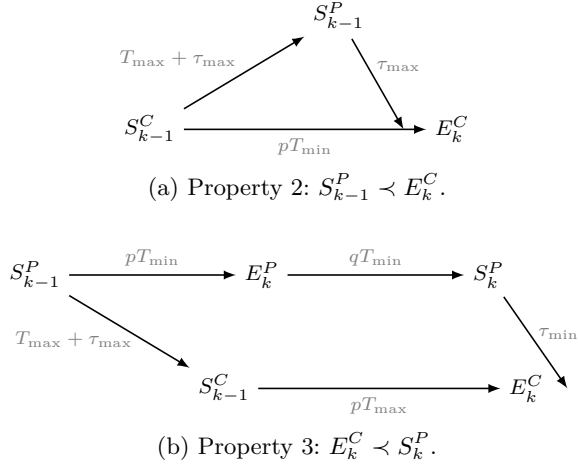 S^P_{k-1}
T_max + τ_max
τ_max
S^C_{k-1}
E^C_k
pT_min
(a) Property 2: S^P_{k-1} ≺ E^C_k.
S^P_{k-1}
pT_min
E^P_k
qT_min
S^P_k
T_max + τ_max
τ_min
S^C_{k-1}
pT_max
E^C_k
(b) Property 3: E^C_k ≺ S^P_k.